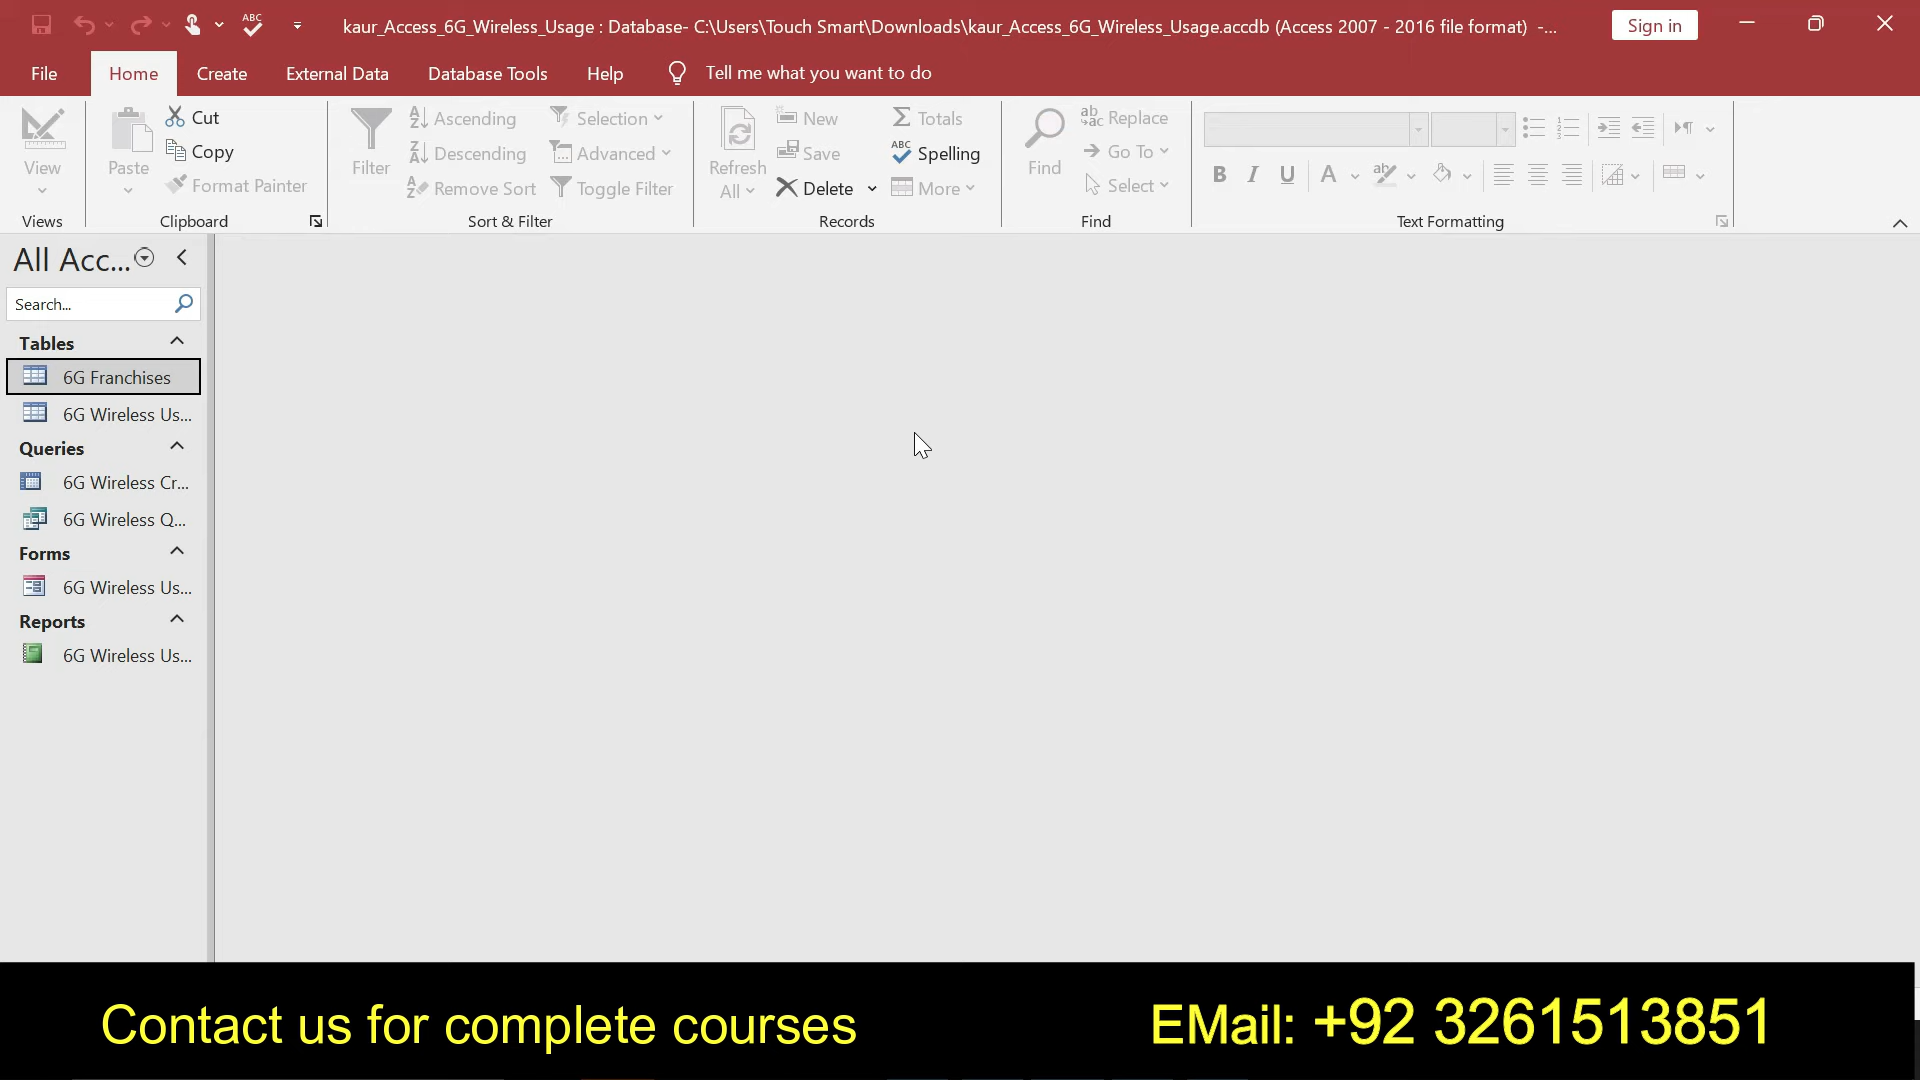 kaur_Access_6G_Wireless_Usage : Database- C:\Users\Touch Smart\Downloads\kaur_Access_6G_Wireless_Usage.accdb (Access 2007 - 2016 file format) -...
Sign in
File Home Create External Data Database Tools Help Tell me what you want to do
View
Views
Paste
Cut
Copy
Format Painter
Clipboard
Filter
Ascending
Descending
Remove Sort
Selection
Advanced
Toggle Filter
Sort & Filter
Refresh
All
New
Save
Delete
Totals
Spelling
More
Records
Find
Replace
Go To
Select
Find
B I U A
Text Formatting
All Acc...
Search...
Tables
6G Franchises
6G Wireless Us...
Queries
6G Wireless Cr...
6G Wireless Q...
Forms
6G Wireless Us...
Reports
6G Wireless Us...
Contact us for complete courses
EMail: +92 3261513851